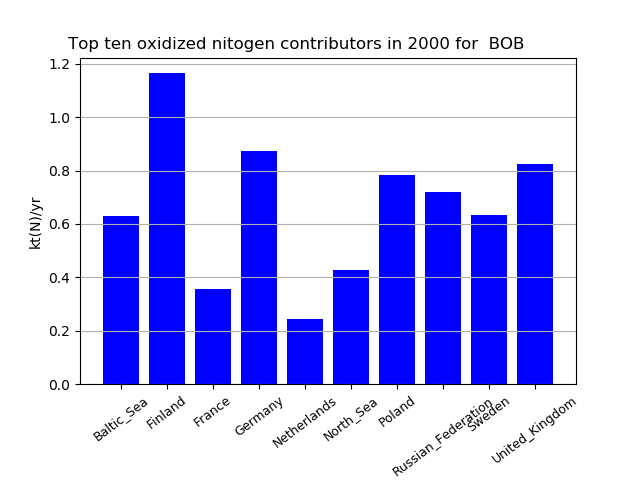 Top ten oxidized nitogen contributors in 2000 for  BOB
kt(N)/yr
1.2
1.0
0.8
0.6
0.4
0.2
0.0
Baltic_Sea
Finland
France
Germany
Netherlands
North_Sea
Poland
Russian_Federation
Sweden
United_Kingdom